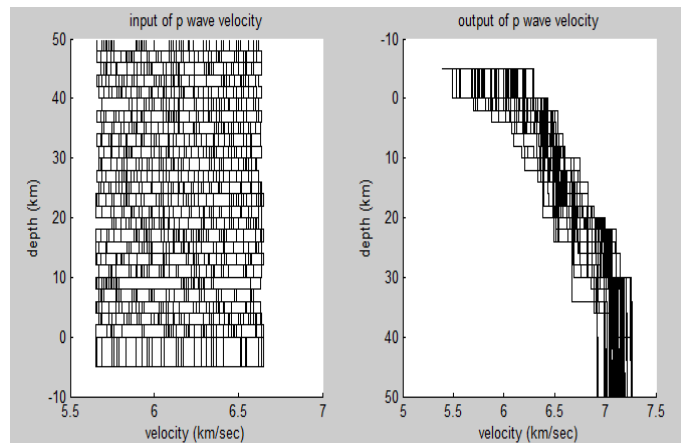 input of p wave velocity
50
40
30
20
10
0
-10
depth (km)
5.5 6 6.5 7
velocity (km/sec)
output of p wave velocity
-10
0
10
20
30
40
50
depth (km)
5 5.5 6 6.5 7 7.5
velocity (km/sec)